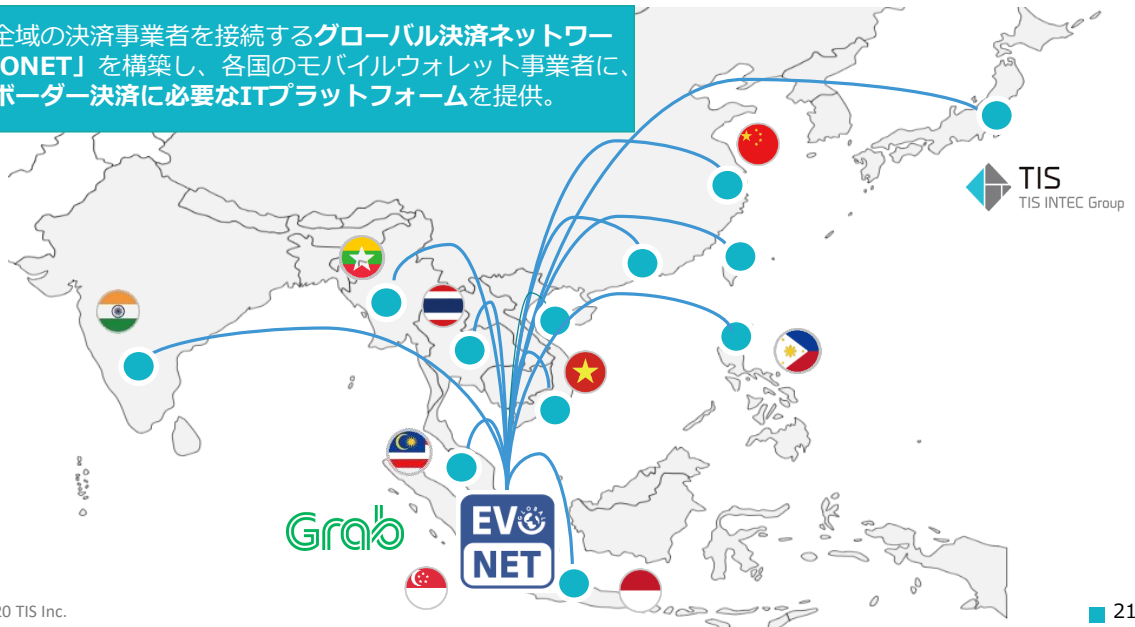 全域の決済事業者を接続するグローバル決済ネットワー
ONET」を構築し、各国のモバイルウォレット事業者に、
ボーダー決済に必要なITプラットフォームを提供。
TIS
TIS INTEC Group
Grab
EVO
GLOBAL
NET
20 TIS Inc.
21